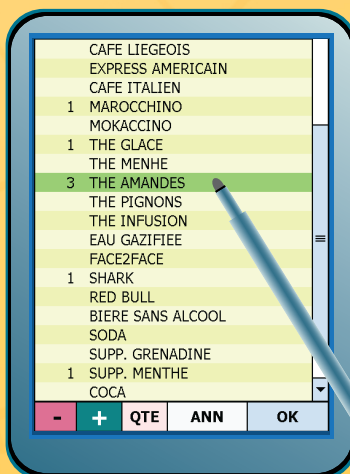 CAFE LIEGEOIS
EXPRESS AMERICAIN
CAFE ITALIEN
1 MAROCCHINO
MOKACCINO
1 THE GLACE
THE MENHE
3 THE AMANDES
THE PIGNONS
THE INFUSION
EAU GAZIFIEE
FACE2FACE
1 SHARK
RED BULL
BIERE SANS ALCOOL
SODA
SUPP. GRENADINE
1 SUPP. MENTHE
COCA
- + QTE ANN OK